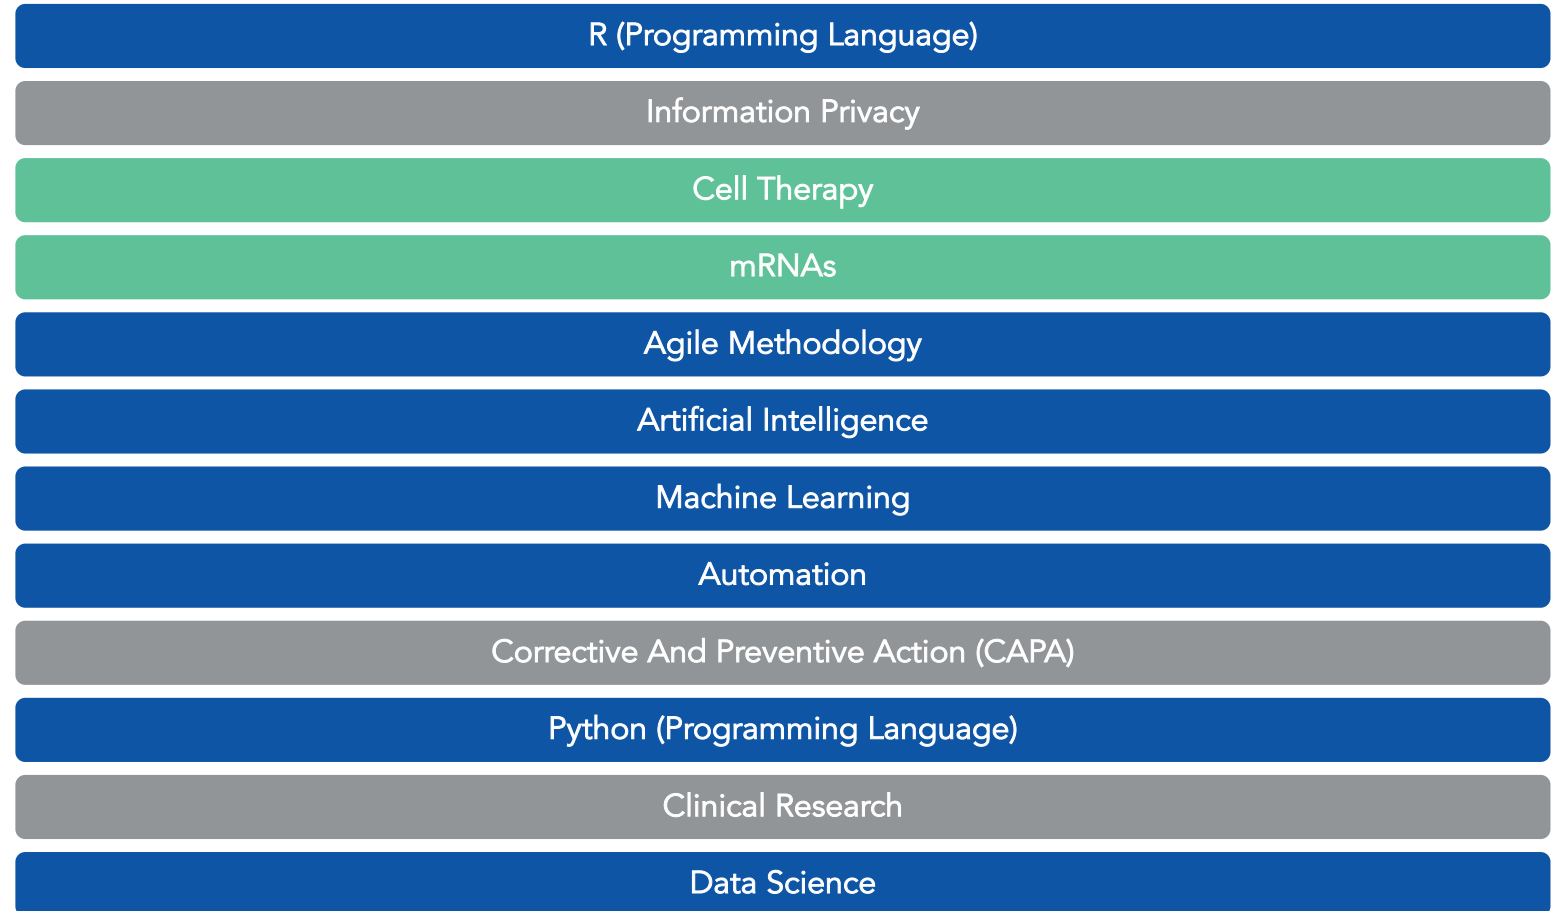 R (Programming Language)
Information Privacy
Cell Therapy
mRNAs
Agile Methodology
Artificial Intelligence
Machine Learning
Automation
Corrective And Preventive Action (CAPA)
Python (Programming Language)
Clinical Research
Data Science